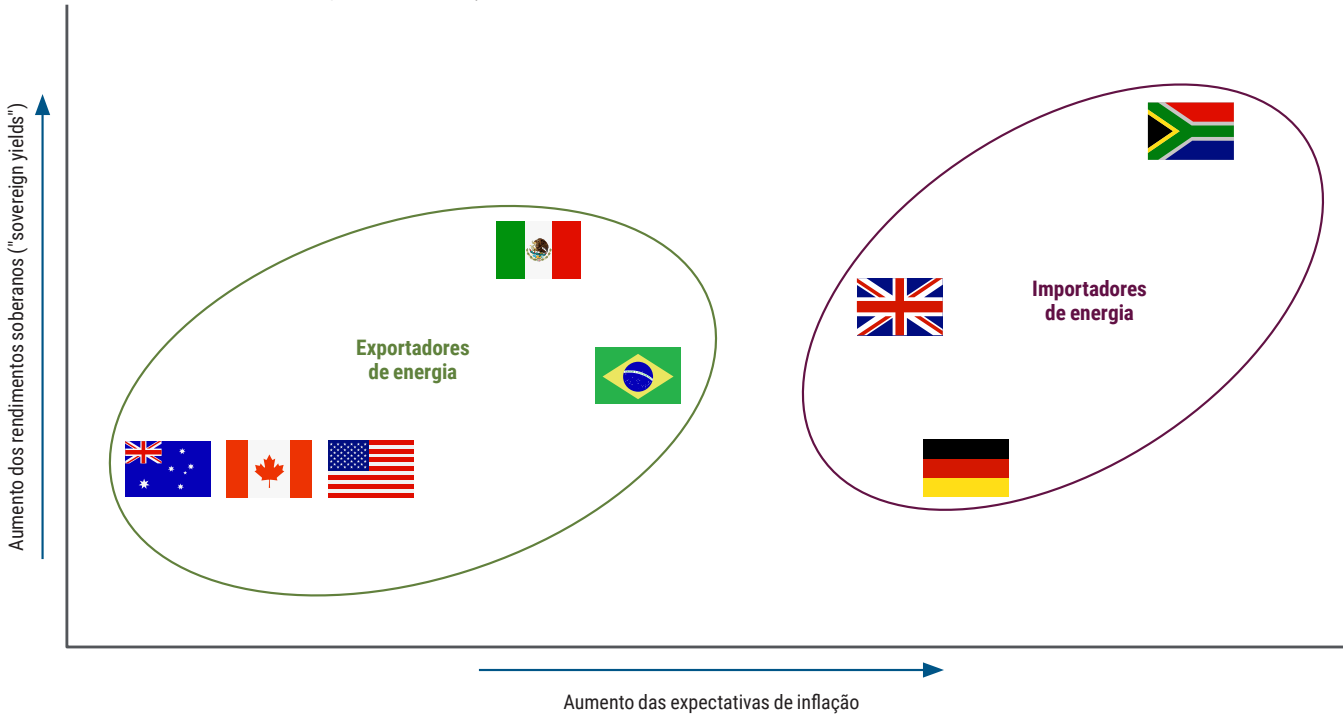 Aumento dos rendimentos soberanos ("sovereign yields")
Exportadores
de energia
Importadores
de energia
Aumento das expectativas de inflação